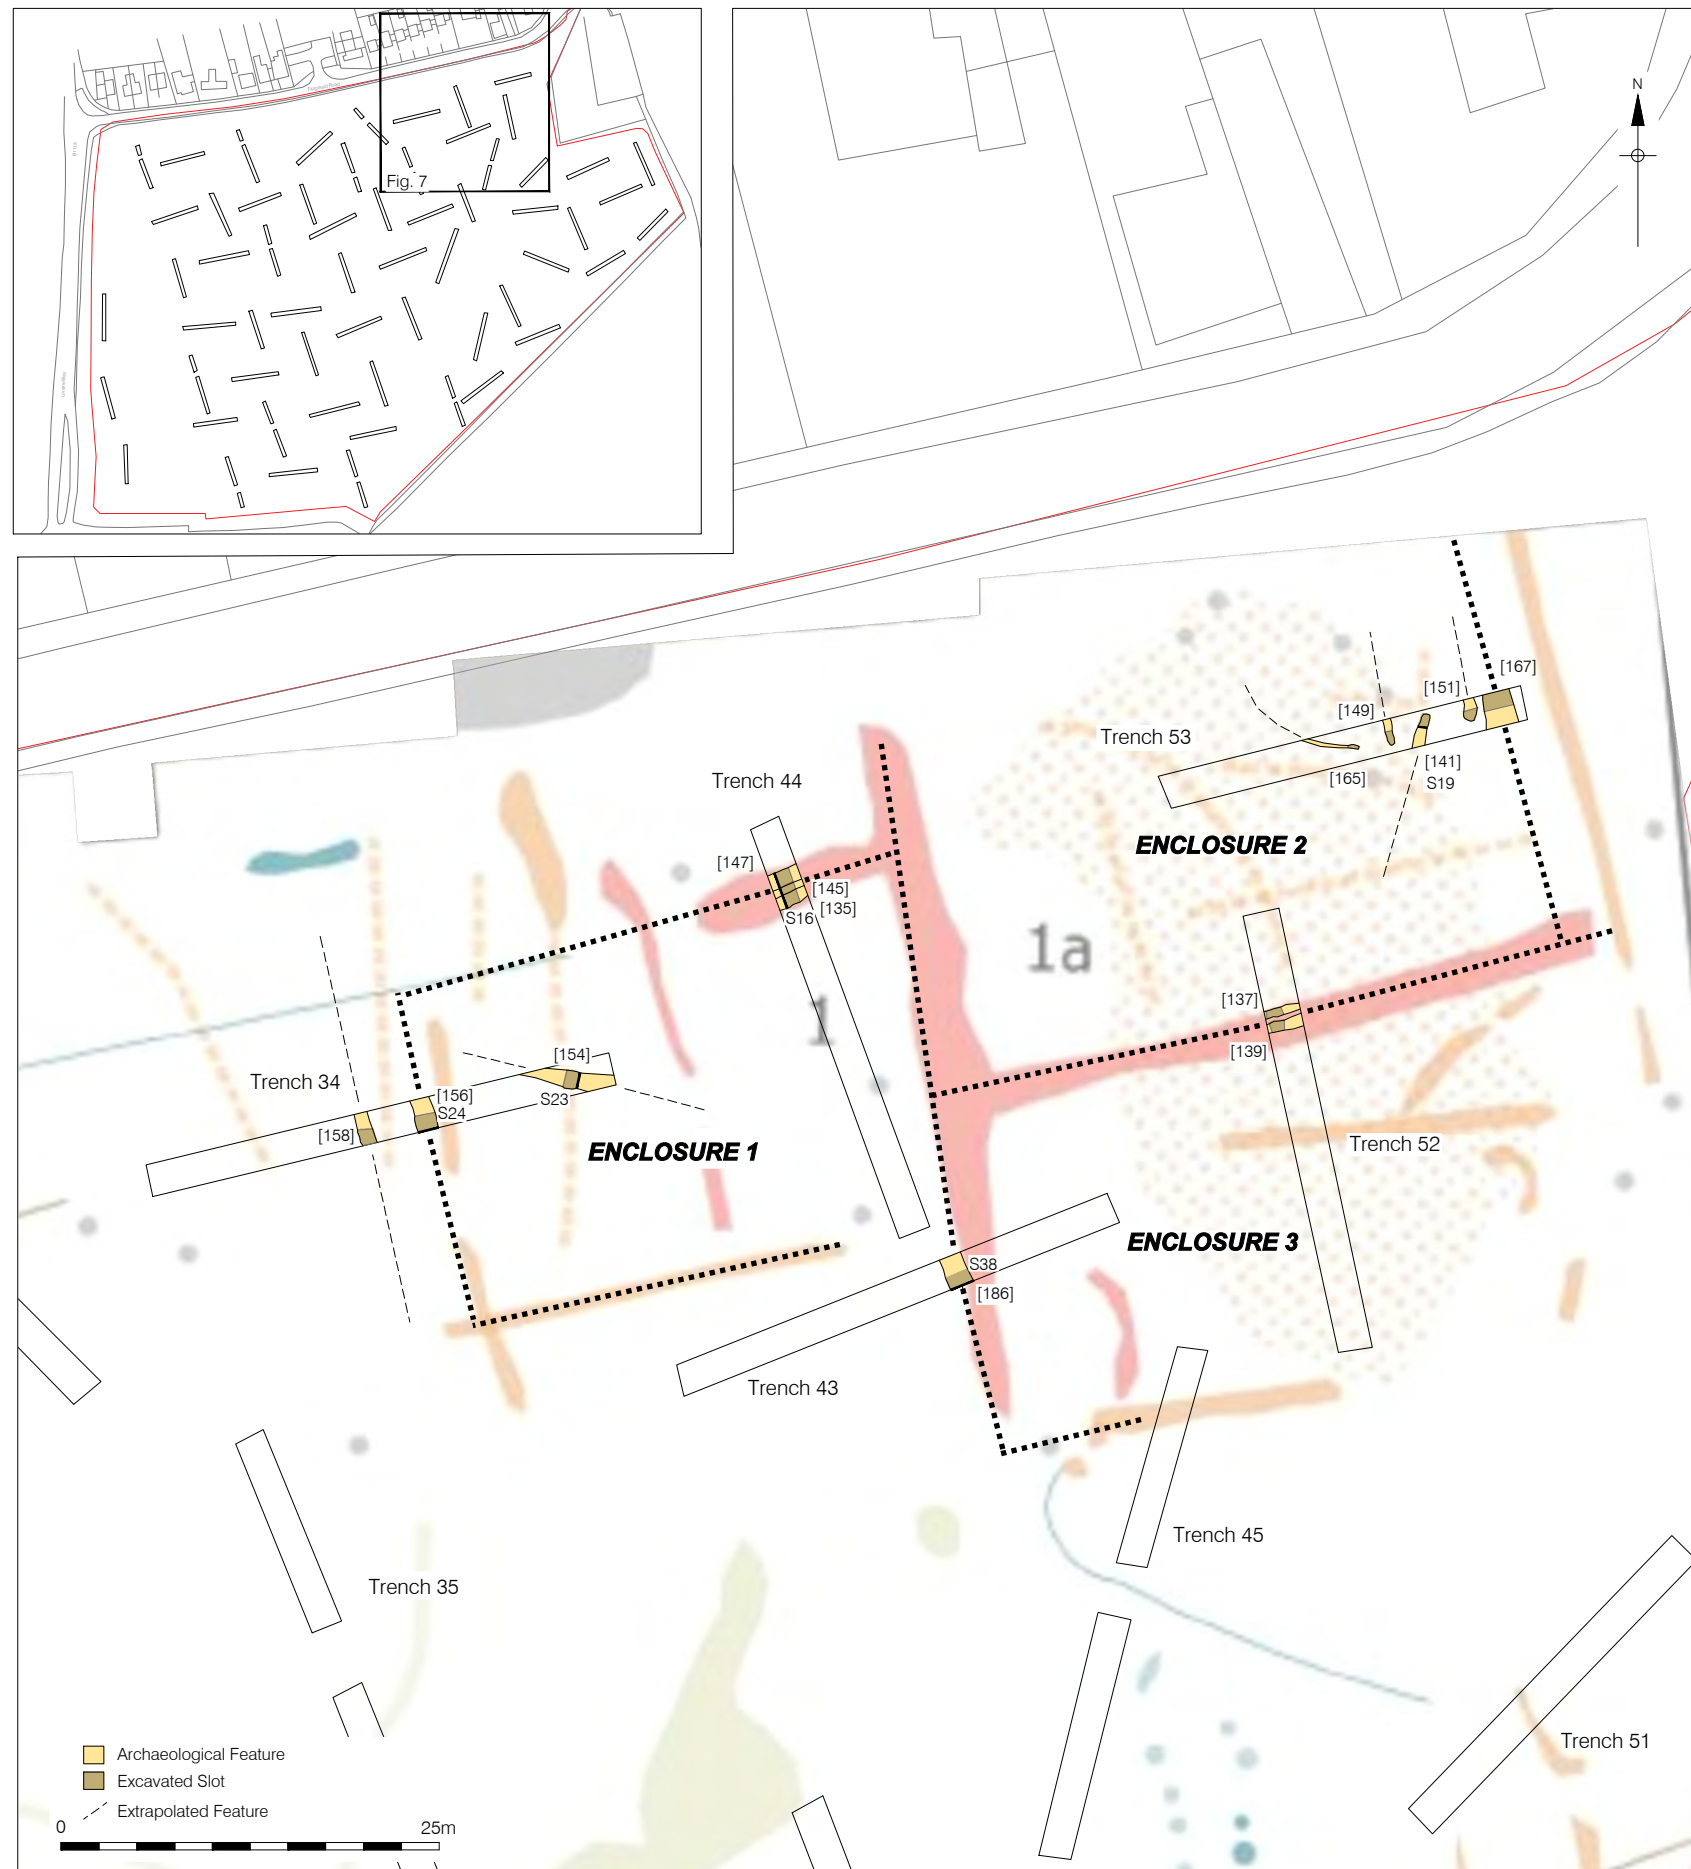 Fig. 7
N
[167]
[151]
[149]
Trench 53
[141]
[165]
S19
Trench 44
ENCLOSURE 2
[147]
[145]
[135]
S16
1a
1
[137]
[139]
[154]
Trench 34
[156]
S23
S24
[158]
ENCLOSURE 1
Trench 52
ENCLOSURE 3
S38
[186]
Trench 43
Trench 45
Trench 35
Trench 51
Archaeological Feature
Excavated Slot
Extrapolated Feature
0 25m